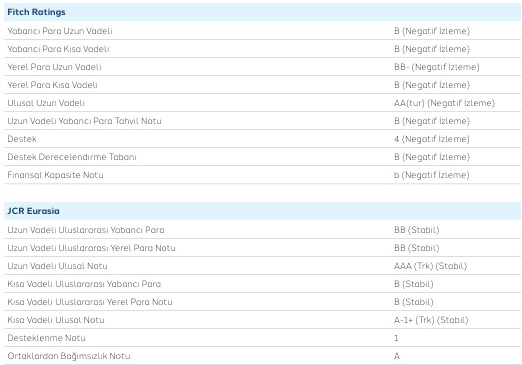 Fitch Ratings
Yabancı Para Uzun Vadeli B (Negatif İzleme)
Yabancı Para Kısa Vadeli B (Negatif İzleme)
Yerel Para Uzun Vadeli BB- (Negatif İzleme)
Yerel Para Kısa Vadeli B (Negatif İzleme)
Ulusal Uzun Vadeli AA(tur) (Negatif İzleme)
Uzun Vadeli Yabancı Para Tahvil Notu B (Negatif İzleme)
Destek 4 (Negatif İzleme)
Destek Derecelendirme Tabanı B (Negatif İzleme)
Finansal Kapasite Notu b (Negatif İzleme)
JCR Eurasia
Uzun Vadeli Uluslararası Yabancı Para BB (Stabil)
Uzun Vadeli Uluslararası Yerel Para Notu BB (Stabil)
Uzun Vadeli Ulusal Notu AAA (Trk) (Stabil)
Kısa Vadeli Uluslararası Yabancı Para B (Stabil)
Kısa Vadeli Uluslararası Yerel Para Notu B (Stabil)
Kısa Vadeli Ulusal Notu A-1+ (Trk) (Stabil)
Desteklenme Notu 1
Ortaklardan Bağımsızlık Notu A